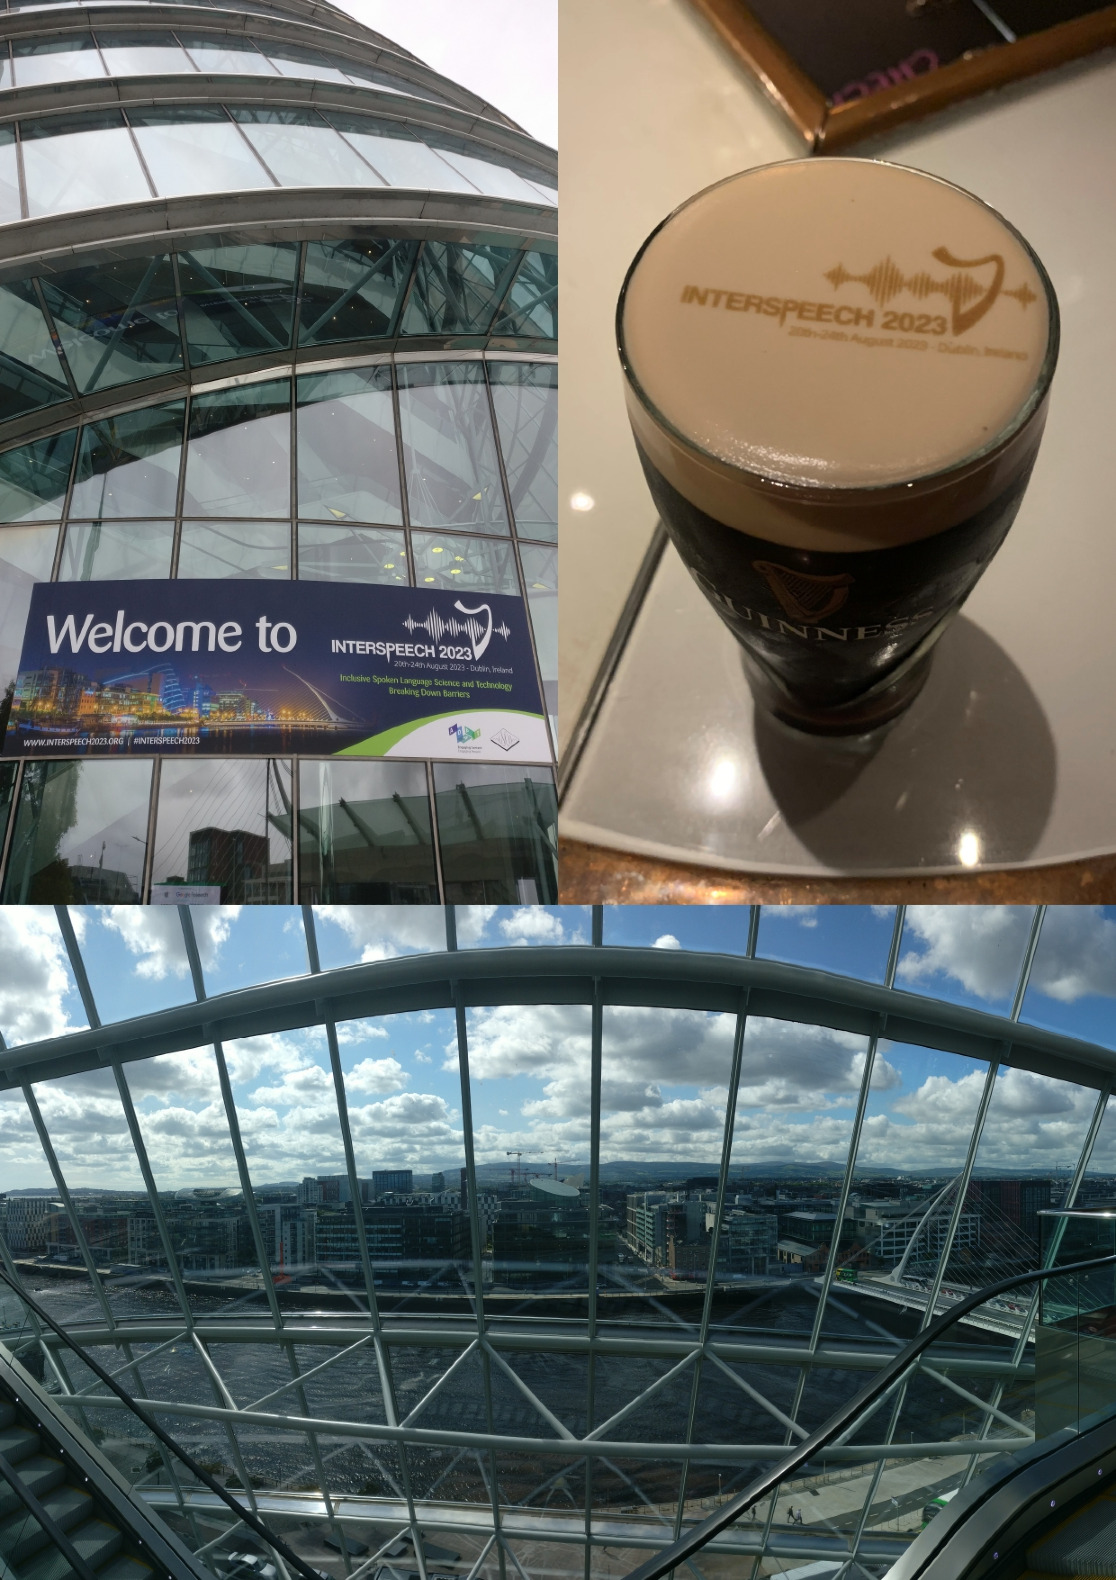 Welcome to
INTERSPEECH 2023
20th-24th August 2023 - Dublin, Ireland
Inclusive Spoken Language Science and Technology
Breaking Down Barriers
WWW.INTERSPEECH2023.ORG | #INTERSPEECH2023
INTERSPEECH 2023
20th-24th August 2023 - Dublin, Ireland
GUINNESS